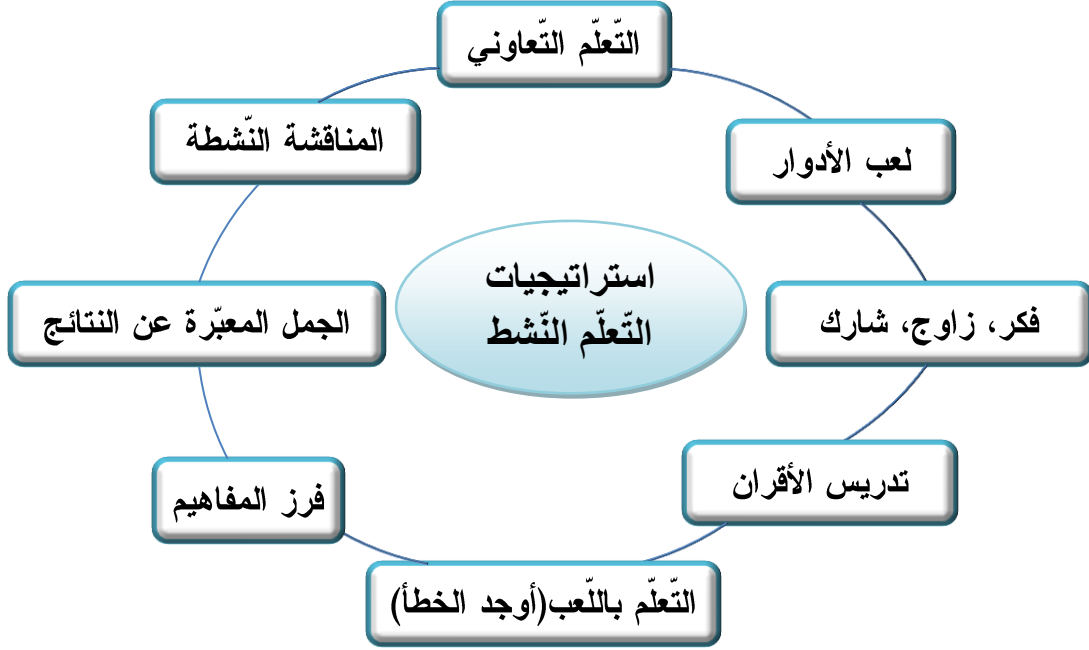 التّعلّم التّعاوني
لعب الأدوار
فكر، زاوج، شارك
تدريس الأقران
التّعلّم باللّعب(أوجد الخطأ)
فرز المفاهيم
الجمل المعبّرة عن النتائج
المناقشة النّشطة
استراتيجيات
التّعلّم النّشط